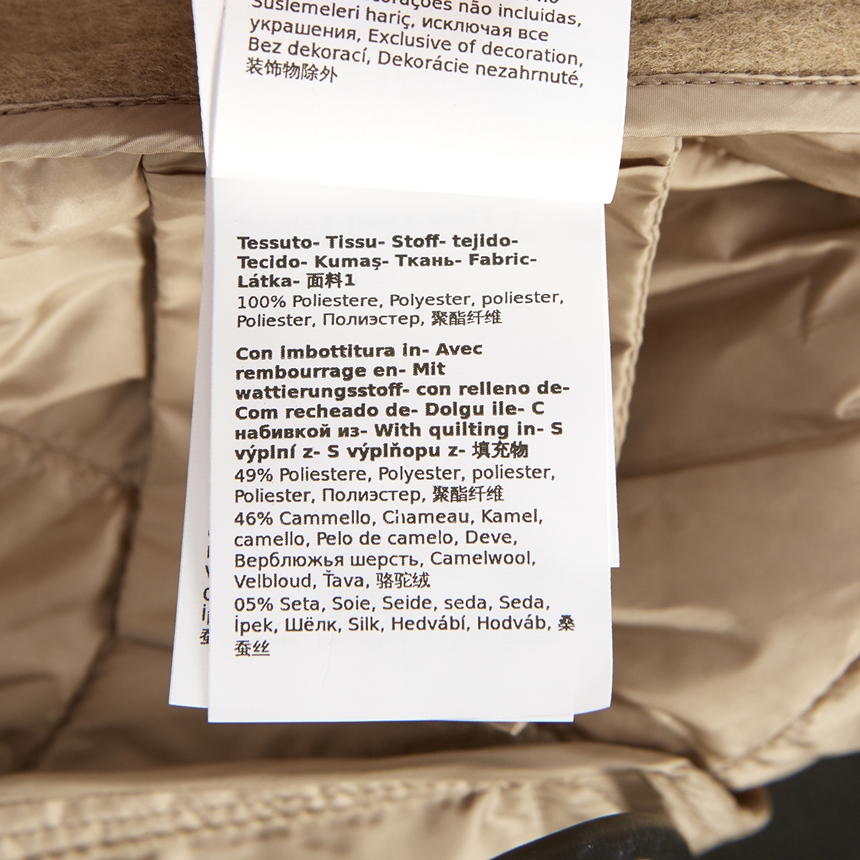 não incluidas,
Süslemeleri hariç, исключая все
украшения, Exclusive of decoration,
Bez dekorací, Dekorácie nezahrnuté,
装饰物除外
Tessuto- Tissu- Stoff- tejido-
Tecido- Kumaş- Ткань- Fabric-
Látka- 面料1
100% Poliestere, Polyester, poliester,
Poliester, Полиэстер, 聚酯纤维
Con imbottitura in- Avec
rembourrage en- Mit
wattierungsstoff- con relleno de-
Com recheado de- Dolgu ile- С
набивкой из- With quilting in- S
výplní z- S výplňopu z- 填充物
49% Poliestere, Polyester, poliester,
Poliester, Полиэстер, 聚酯纤维
46% Cammello, Chameau, Kamel,
camello, Pelo de camelo, Deve,
Верблюжья шерсть, Camelwool,
Velbloud, Ťava, 骆驼绒
05% Seta, Soie, Seide, seda, Seda,
İpek, Шёлк, Silk, Hedvábí, Hodváb, 桑
蚕丝